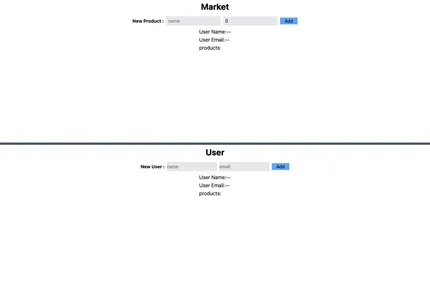 Market
New Product : name 0 Add
User Name:--
User Email:--
products:
User
New User : name email Add
User Name:--
User Email:--
products: